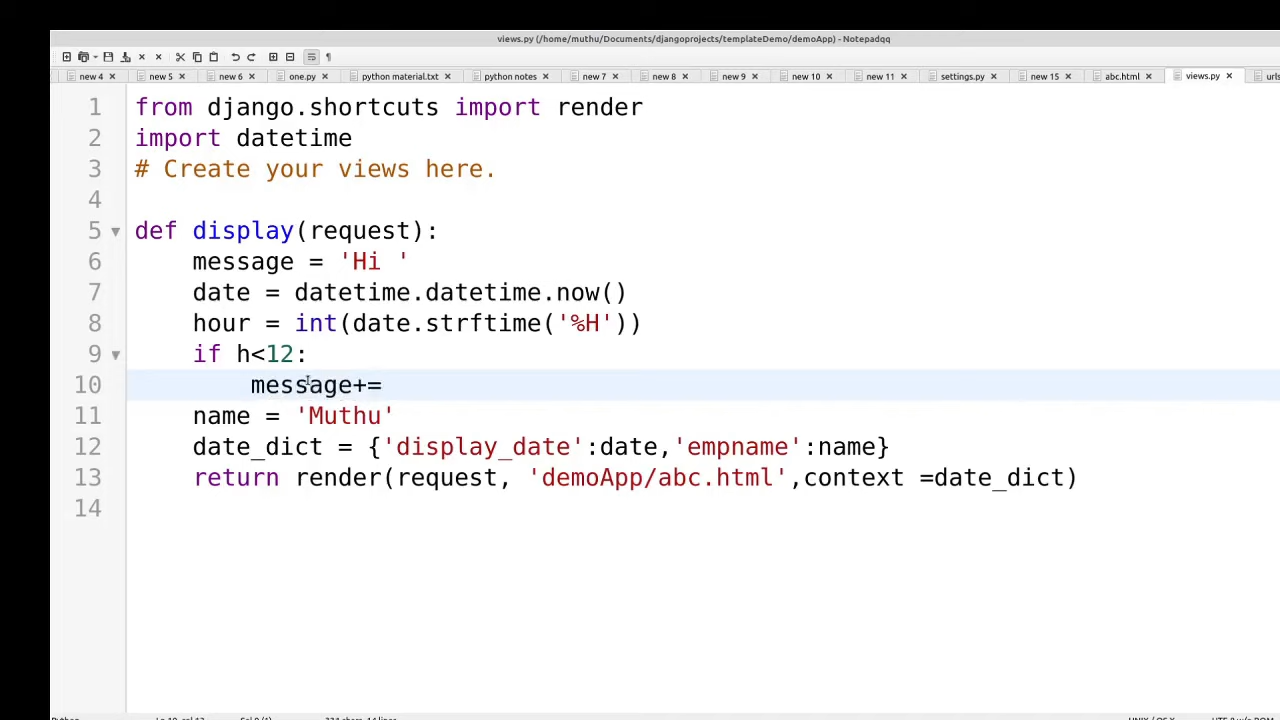 views.py (/home/muthu/Documents/djangoprojects/templateDemo/demoApp) - Notepadqq
new 4 new 5 new 6 one.py python material.txt python notes new 7 new 8 new 9 new 10 new 11 settings.py new 15 abc.html views.py urls
1 from django.shortcuts import render
2 import datetime
3 # Create your views here.
4
5 def display(request):
6 message = 'Hi '
7 date = datetime.datetime.now()
8 hour = int(date.strftime('%H'))
9 if h<12:
10 message+=
11 name = 'Muthu'
12 date_dict = {'display_date':date,'empname':name}
13 return render(request, 'demoApp/abc.html',context =date_dict)
14